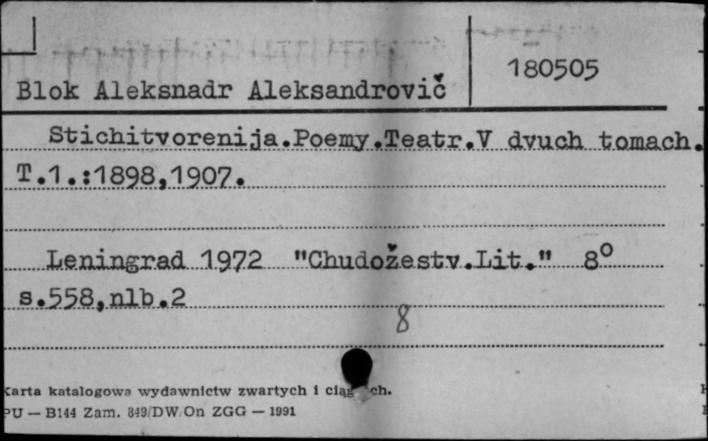 180505
Blok Aleksnadr Aleksandrovič
Stichitvorenija.Poemy.Teatr.V dvuch tomach.
T.1.:1898,1907.
Leningrad 1972 "Chudožestv.Lit." 8°
s.558,nlb.2
8
Karta katalogowa wydawnictw zwartych i ch.
PU — B144 Zam. 849/DW/On ZGG — 1991